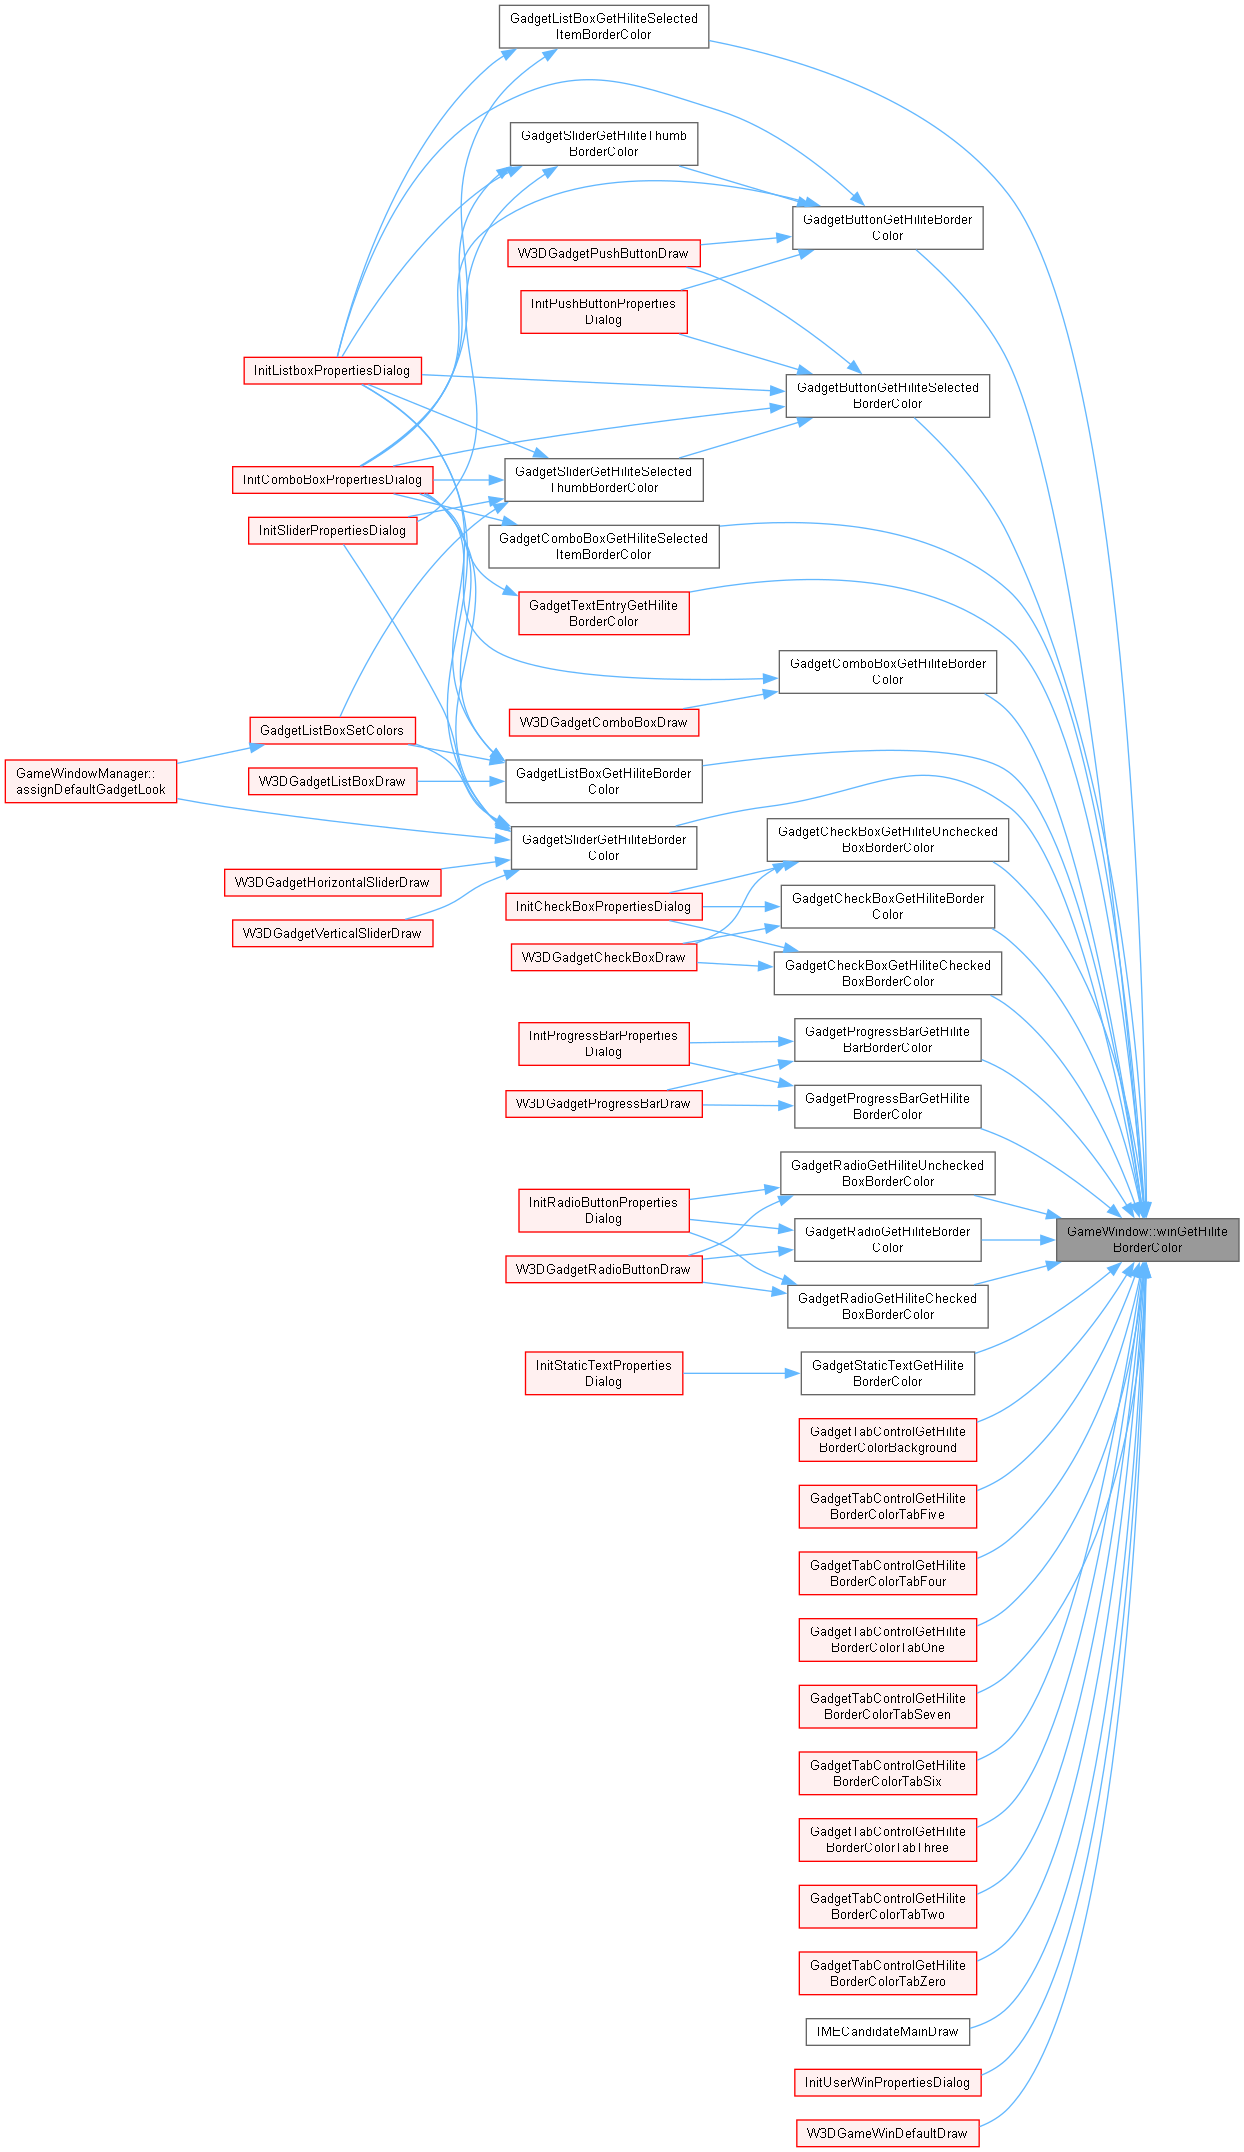 GadgetListBoxGetHiliteSelected
ItemBorderColor
GadgetSliderGetHiliteThumb
BorderColor
GadgetButtonGetHiliteBorder
Color
W3DGadgetPushButtonDraw
InitPushButtonProperties
Dialog
InitListboxPropertiesDialog
GadgetButtonGetHiliteSelected
BorderColor
InitComboBoxPropertiesDialog
GadgetSliderGetHiliteSelected
ThumbBorderColor
InitSliderPropertiesDialog
GadgetComboBoxGetHiliteSelected
ItemBorderColor
GadgetTextEntryGetHilite
BorderColor
GadgetComboBoxGetHiliteBorder
Color
W3DGadgetComboBoxDraw
GadgetListBoxSetColors
GameWindowManager::
assignDefaultGadgetLook
W3DGadgetListBoxDraw
GadgetListBoxGetHiliteBorder
Color
GadgetSliderGetHiliteBorder
Color
GadgetCheckBoxGetHiliteUnchecked
BoxBorderColor
W3DGadgetHorizontalSliderDraw
InitCheckBoxPropertiesDialog
GadgetCheckBoxGetHiliteBorder
Color
W3DGadgetVerticalSliderDraw
W3DGadgetCheckBoxDraw
GadgetCheckBoxGetHiliteChecked
BoxBorderColor
InitProgressBarProperties
Dialog
GadgetProgressBarGetHilite
BarBorderColor
W3DGadgetProgressBarDraw
GadgetProgressBarGetHilite
BorderColor
GadgetRadioGetHiliteUnchecked
BoxBorderColor
InitRadioButtonProperties
Dialog
GadgetRadioGetHiliteBorder
Color
GameWindow::winGetHilite
BorderColor
W3DGadgetRadioButtonDraw
GadgetRadioGetHiliteChecked
BoxBorderColor
InitStaticTextProperties
Dialog
GadgetStaticTextGetHilite
BorderColor
GadgetTabControlGetHilite
BorderColorBackground
GadgetTabControlGetHilite
BorderColorTabFive
GadgetTabControlGetHilite
BorderColorTabFour
GadgetTabControlGetHilite
BorderColorTabOne
GadgetTabControlGetHilite
BorderColorTabSeven
GadgetTabControlGetHilite
BorderColorTabSix
GadgetTabControlGetHilite
BorderColorTabThree
GadgetTabControlGetHilite
BorderColorTabTwo
GadgetTabControlGetHilite
BorderColorTabZero
IMECandidateMainDraw
InitUserWinPropertiesDialog
W3DGameWinDefaultDraw